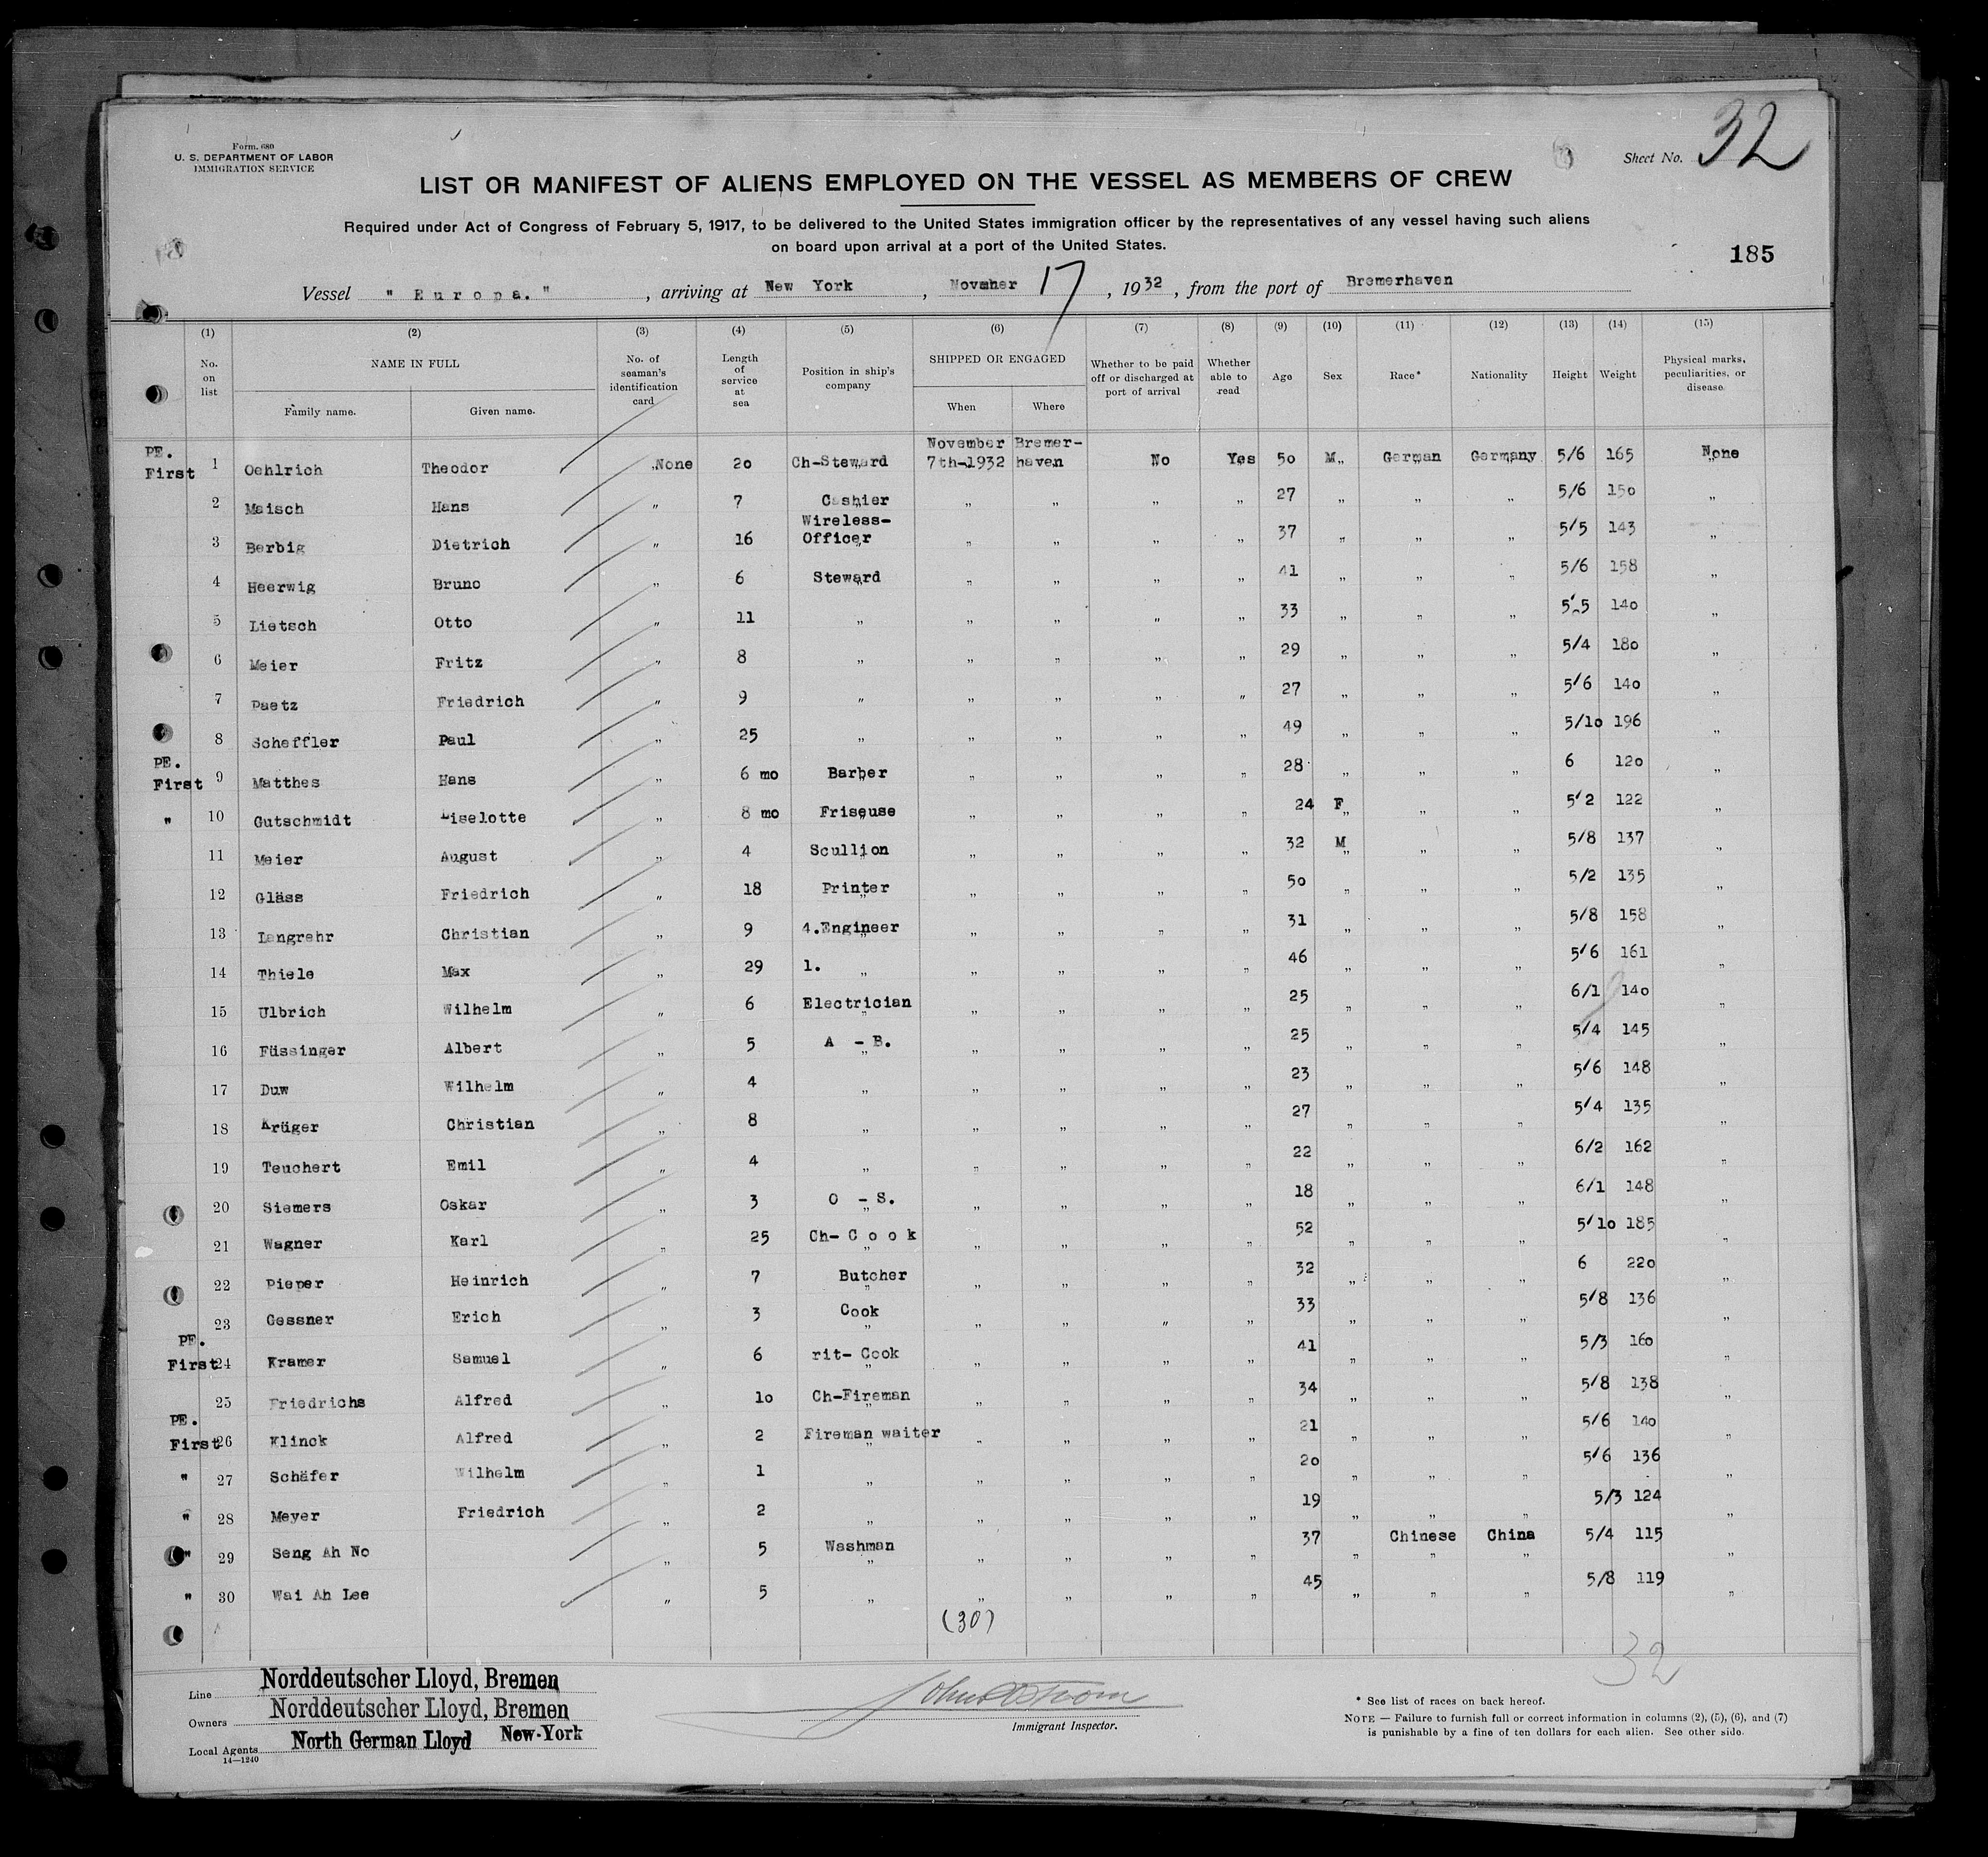 Form. 680
U. S. DEPARTMENT OF LABOR
IMMIGRATION SERVICE
Sheet No. 32
LIST OR MANIFEST OF ALIENS EMPLOYED ON THE VESSEL AS MEMBERS OF CREW
Required under Act of Congress of February 5, 1917, to be delivered to the United States immigration officer by the representatives of any vessel having such aliens
on board upon arrival at a port of the United States.
185
Vessel " E u r o p a. " , arriving at New York , Novmher 17 , 1932 , from the port of Bremerhaven
(1) (2) (3) (4) (5) (6) (7) (8) (9) (10) (11) (12) (13) (14) (15)
No. on list NAME IN FULL Family name. Given name. No. of seaman's identification card Length of service at sea Position in ship's company SHIPPED OR ENGAGED When Where Whether to be paid off or discharged at port of arrival Whether able to read Age Sex Race* Nationality Height Weight Physical marks, peculiarities, or disease
PE. First 1 Oehlrich Theodor None 20 Ch-Steward November 7th-1932 Bremer-haven No Yes 50 M German Germany 5/6 165 None
2 Maisch Hans " 7 Cashier " " " " 27 " " " 5/6 150 "
3 Berbig Dietrich " 16 Wireless-Officer " " " " 37 " " " 5/5 143 "
4 Heerwig Bruno " 6 Steward " " " " 41 " " " 5/6 158 "
5 Lietsch Otto " 11 " " " " " 33 " " " 5/5 140 "
6 Meier Fritz " 8 " " " " " 29 " " " 5/4 180 "
7 Paetz Friedrich " 9 " " " " " 27 " " " 5/6 140 "
8 Scheffler Paul " 25 " " " " " 49 " " " 5/10 196 "
PE. First 9 Matthes Hans " 6 mo Barber " " " " 28 " " " 6 120 "
" 10 Gutschmidt Liselotte " 8 mo Friseuse " " " " 24 F " " 5/2 122 "
11 Meier August " 4 Scullion " " " " 32 M " " 5/8 137 "
12 Gläss Friedrich " 18 Printer " " " " 50 " " " 5/2 135 "
13 Langrehr Christian " 9 4.Engineer " " " " 31 " " " 5/8 158 "
14 Thiele Max " 29 1. " " " " " 46 " " " 5/6 161 "
15 Ulbrich Wilhelm " 6 Electrician " " " " 25 " " " 6/1 140 "
16 Füssinger Albert " 5 A - B. " " " " 25 " " " 5/4 145 "
17 Duw Wilhelm " 4 " " " " " 23 " " " 5/6 148 "
18 Krüger Christian " 8 " " " " " 27 " " " 5/4 135 "
19 Teuchert Emil " 4 " " " " " 22 " " " 6/2 162 "
20 Siemers Oskar " 3 O - S. " " " " 18 " " " 6/1 148 "
21 Wagner Karl " 25 Ch- C o o k " " " " 52 " " " 5/10 185 "
22 Pieper Heinrich " 7 Butcher " " " " 32 " " " 6 220 "
23 Gessner Erich " 3 Cook " " " " 33 " " " 5/8 136 "
PE. First 24 Kramer Samuel " 6 rit- Cook " " " " 41 " " " 5/3 160 "
25 Friedrichs Alfred " 10 Ch-Fireman " " " " 34 " " " 5/8 138 "
PE. First 26 Klinck Alfred " 2 Fireman waiter " " " " 21 " " " 5/6 140 "
" 27 Schäfer Wilhelm " 1 " " " " " 20 " " " 5/6 136 "
" 28 Meyer Friedrich " 2 " " " " " 19 " " " 5/3 124 "
" 29 Seng Ah No " 5 Washman " " " " 37 " Chinese China 5/4 115 "
" 30 Wai Ah Lee " 5 " " " " " 45 " " " 5/8 119 "
(30)
32
Line Norddeutscher Lloyd, Bremen
Owners Norddeutscher Lloyd, Bremen
Local Agents North German Lloyd New-York
14—1240
Immigrant Inspector.
* See list of races on back hereof.
NOTE — Failure to furnish full or correct information in columns (2), (5), (6), and (7)
is punishable by a fine of ten dollars for each alien. See other side.